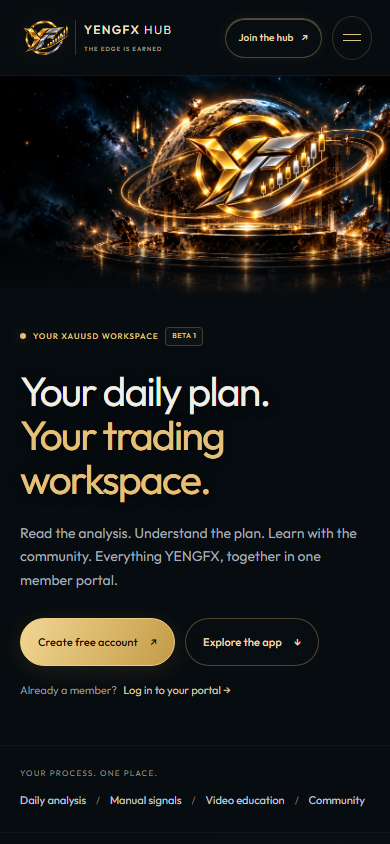 YENGFX HUB
THE EDGE IS EARNED
Join the hub ↗
YOUR XAUUSD WORKSPACE BETA 1
Your daily plan.
Your trading
workspace.
Read the analysis. Understand the plan. Learn with the
community. Everything YENGFX, together in one
member portal.
Create free account ↗ Explore the app ↓
Already a member? Log in to your portal →
YOUR PROCESS. ONE PLACE.
Daily analysis / Manual signals / Video education / Community